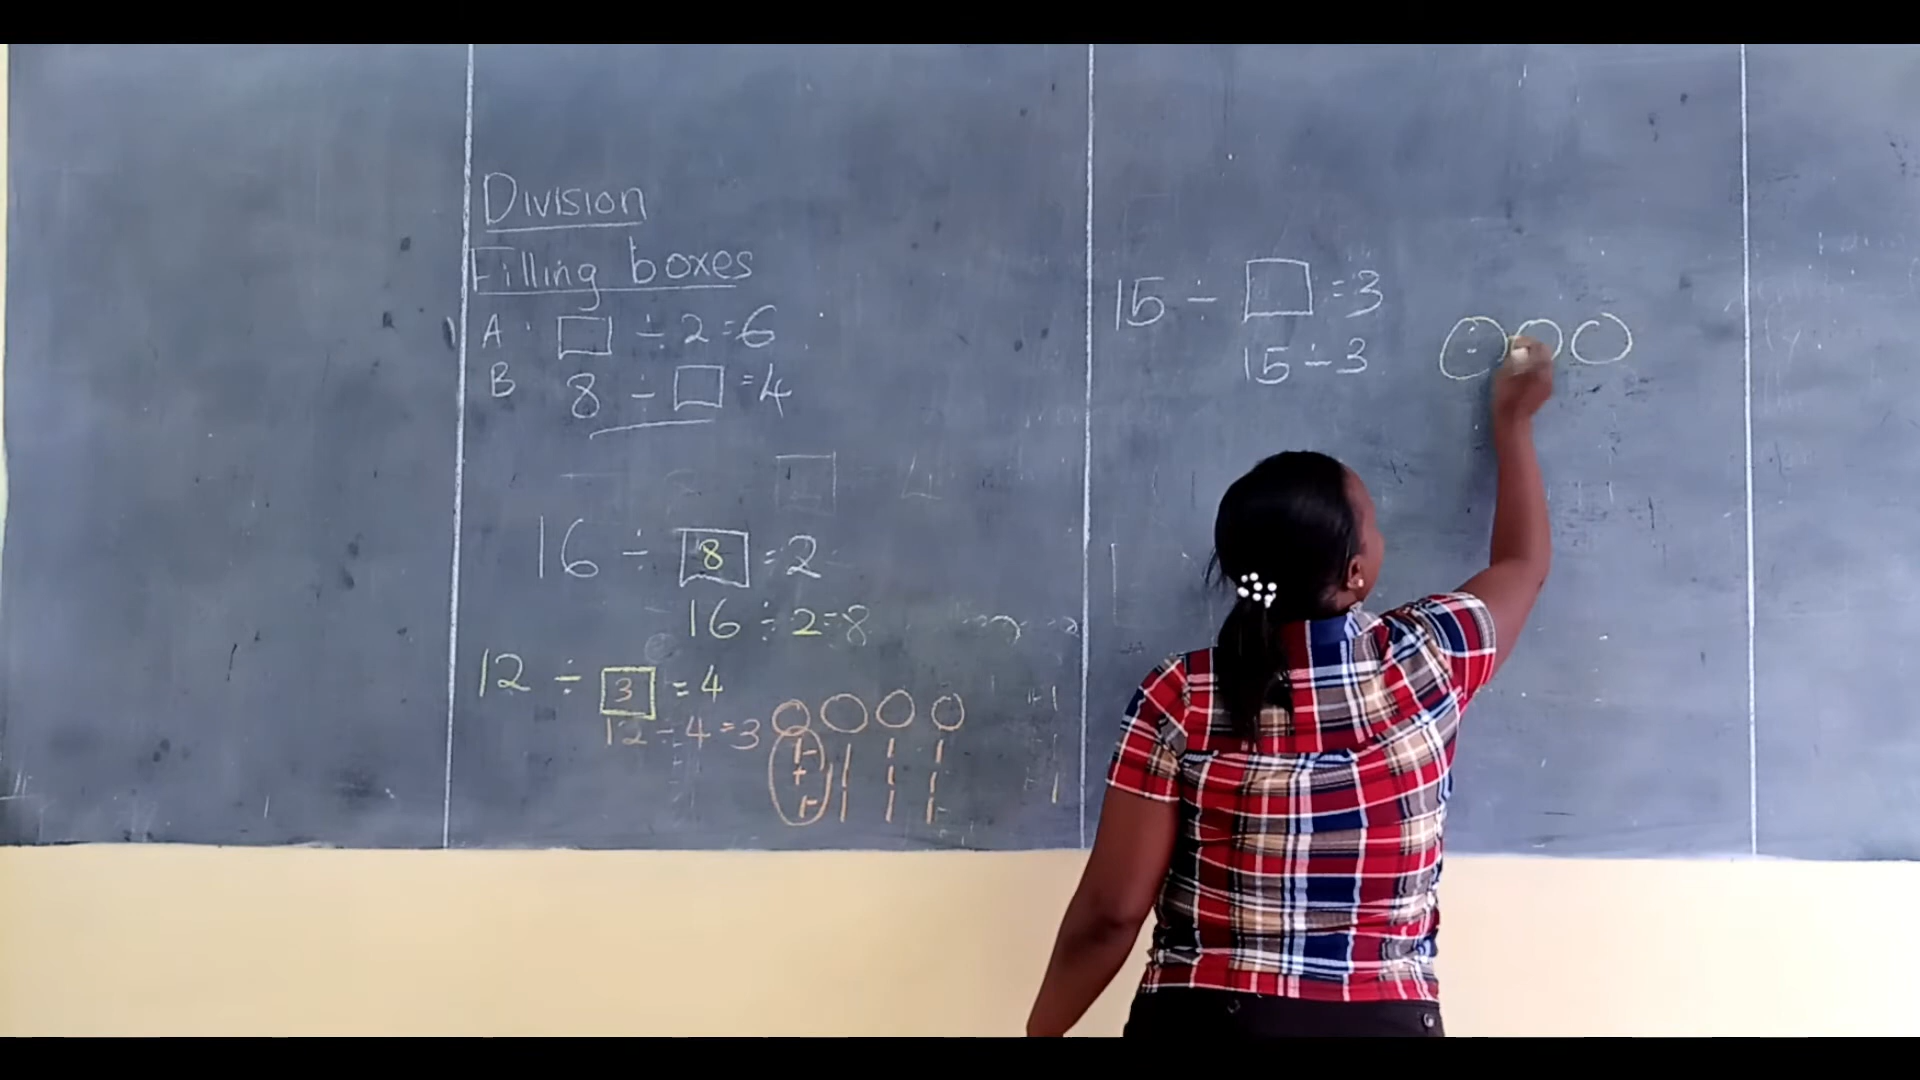 Division
Filling boxes
A . □ ÷ 2 = 6
B 8 ÷ □ = 4
16 ÷ 8 = 2
16 ÷ 2 = 8
12 ÷ 3 = 4
12 ÷ 4 = 3
15 ÷ □ = 3
15 ÷ 3